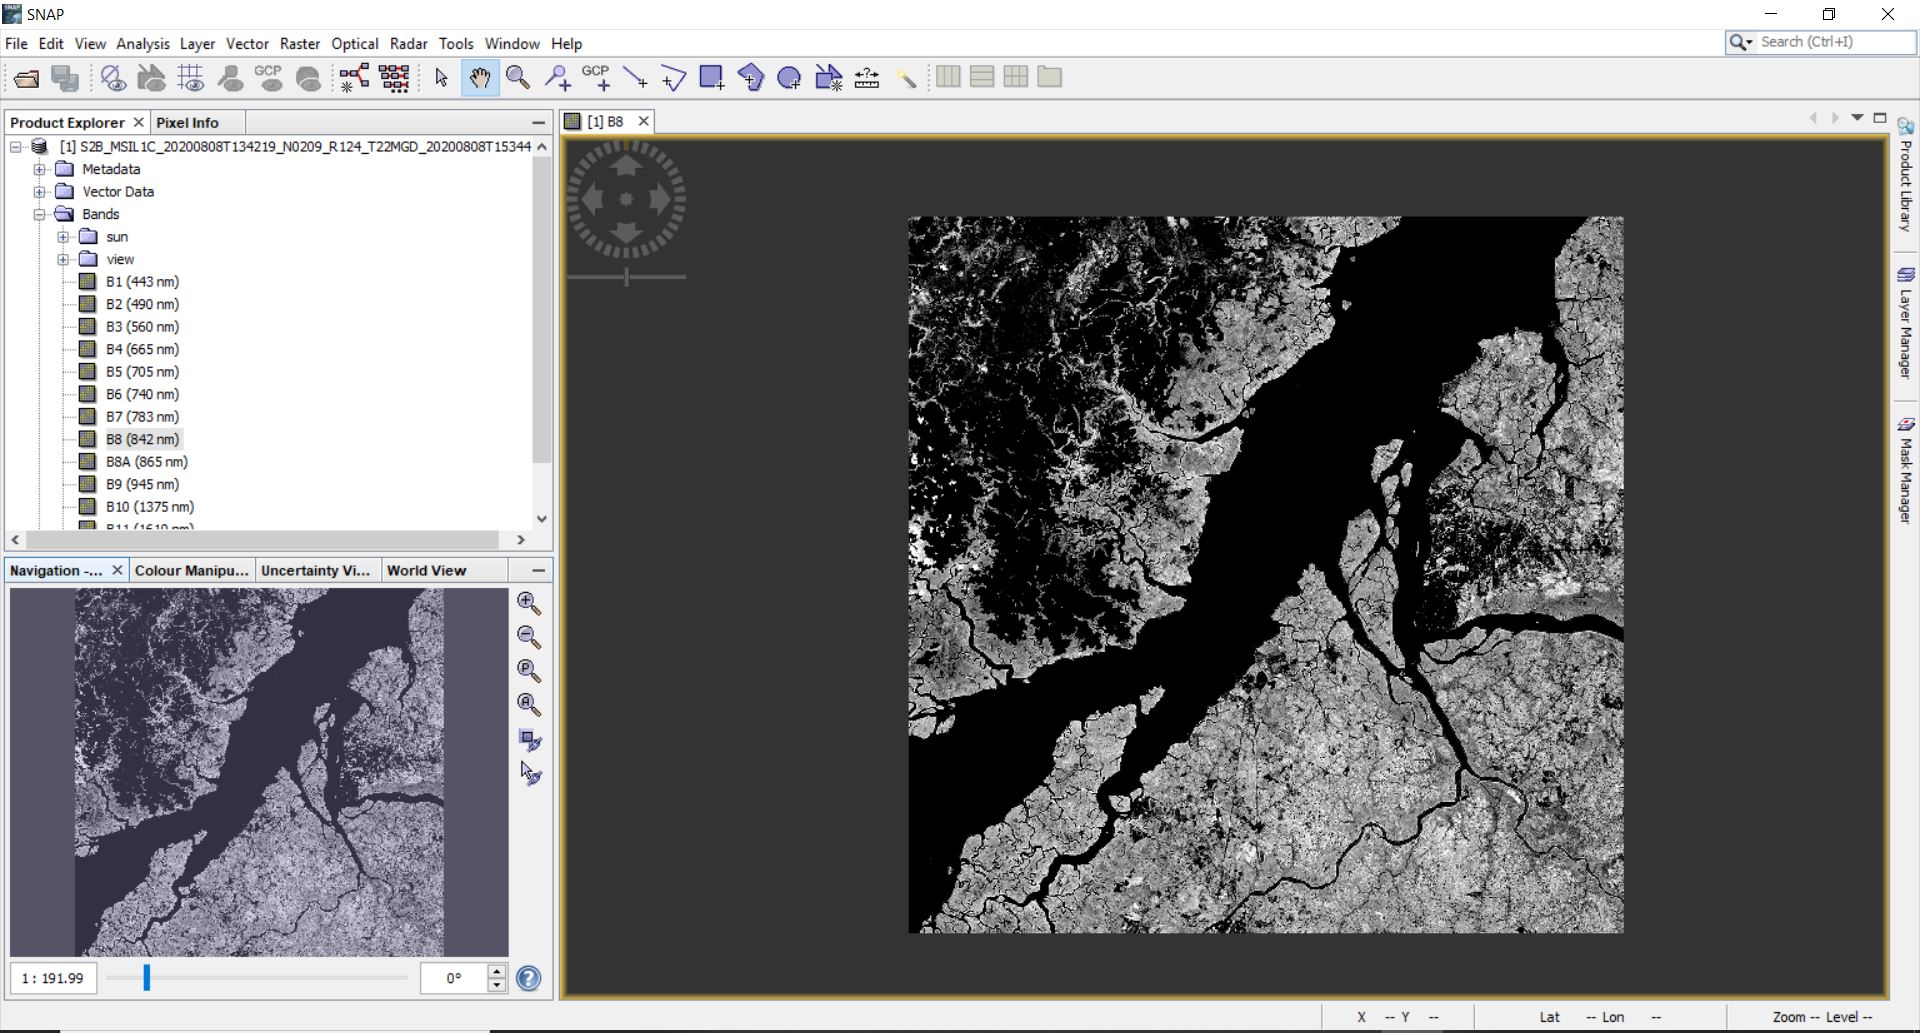 SNAP
File Edit View Analysis Layer Vector Raster Optical Radar Tools Window Help
Search (Ctrl+I)
GCP GCP
Product Explorer Pixel Info
[1] B8
[1] S2B_MSIL1C_20200808T134219_N0209_R124_T22MGD_20200808T15344
Metadata
Vector Data
Bands
sun
view
B1 (443 nm)
B2 (490 nm)
B3 (560 nm)
B4 (665 nm)
B5 (705 nm)
B6 (740 nm)
B7 (783 nm)
B8 (842 nm)
B8A (865 nm)
B9 (945 nm)
B10 (1375 nm)
B11 (1610 nm)
Navigation -... Colour Manipu... Uncertainty Vi... World View
1 : 191.99
0°
Product Library
Layer Manager
Mask Manager
X -- Y -- Lat -- Lon -- Zoom -- Level --